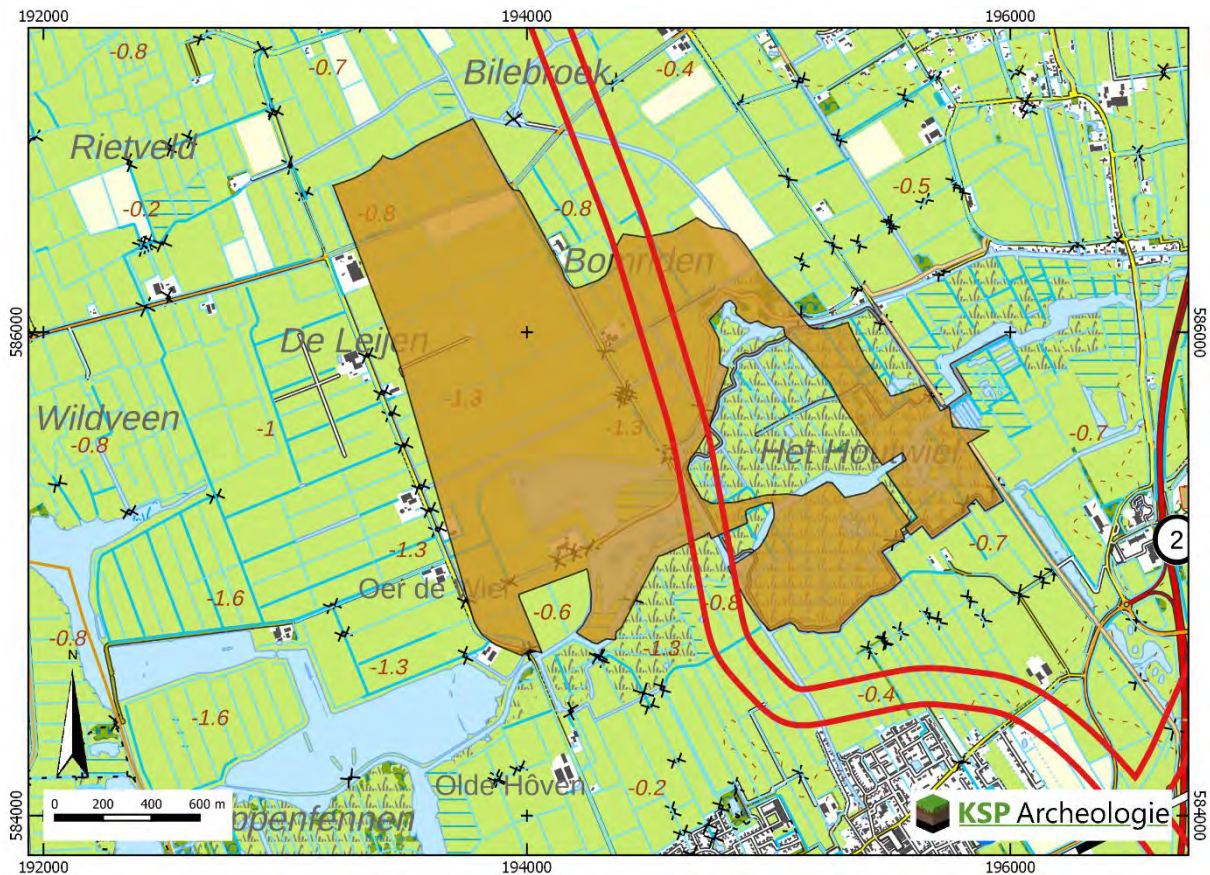 192000 194000 196000
-0.8
-0.7
Bilebroek
-0.4
Rietveld
-0.5
-0.2
-0.8
-0.8
Bomriden
586000
586000
De Leijen
-1.3
Wildveen
-1
-1.3
-0.8
Het Houtwiel
-0.7
-0.7
2
-1.3
Oer de Wier
-1.6
-0.6
-0.8
-0.8
N
-1.3
-1.3
-1.6
-0.4
Olde Hôven
-0.2
0 200 400 600 m
ppenfennen
KSP Archeologie
584000
584000
192000 194000 196000